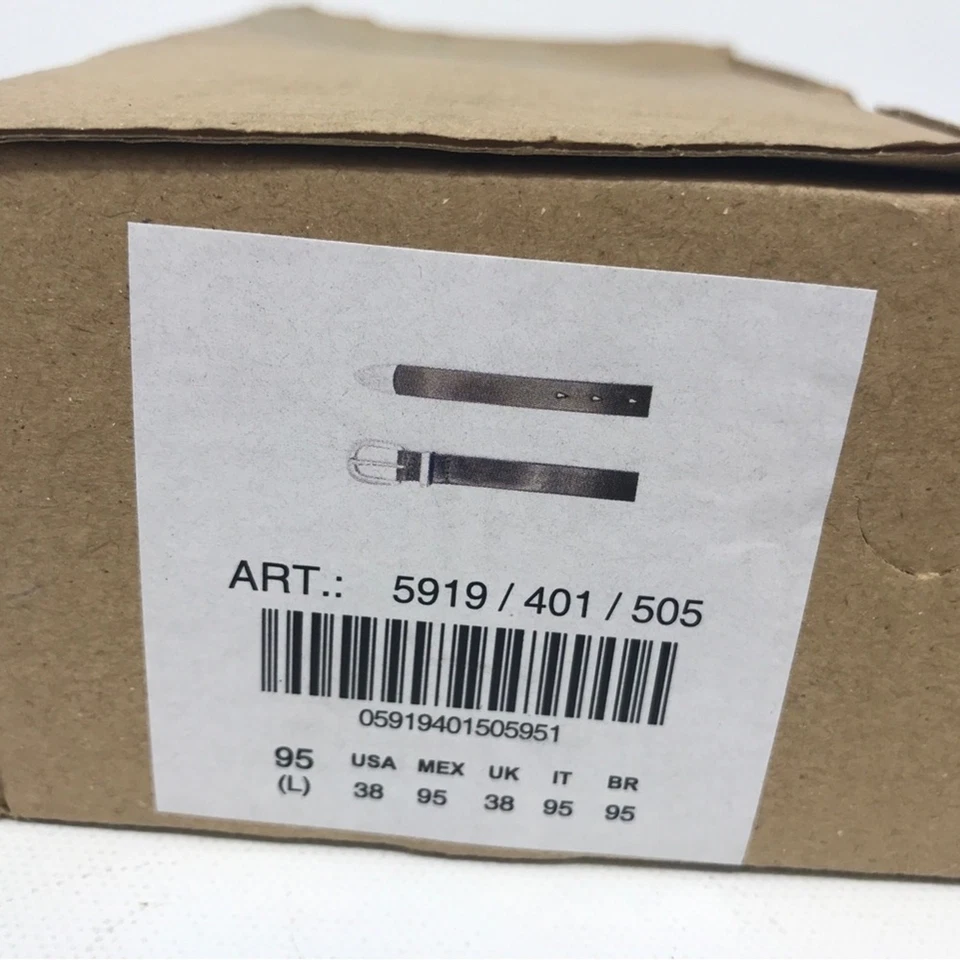 ART.: 5919 / 401 / 505
05919401505951
95 USA MEX UK IT BR
(L) 38 95 38 95 95